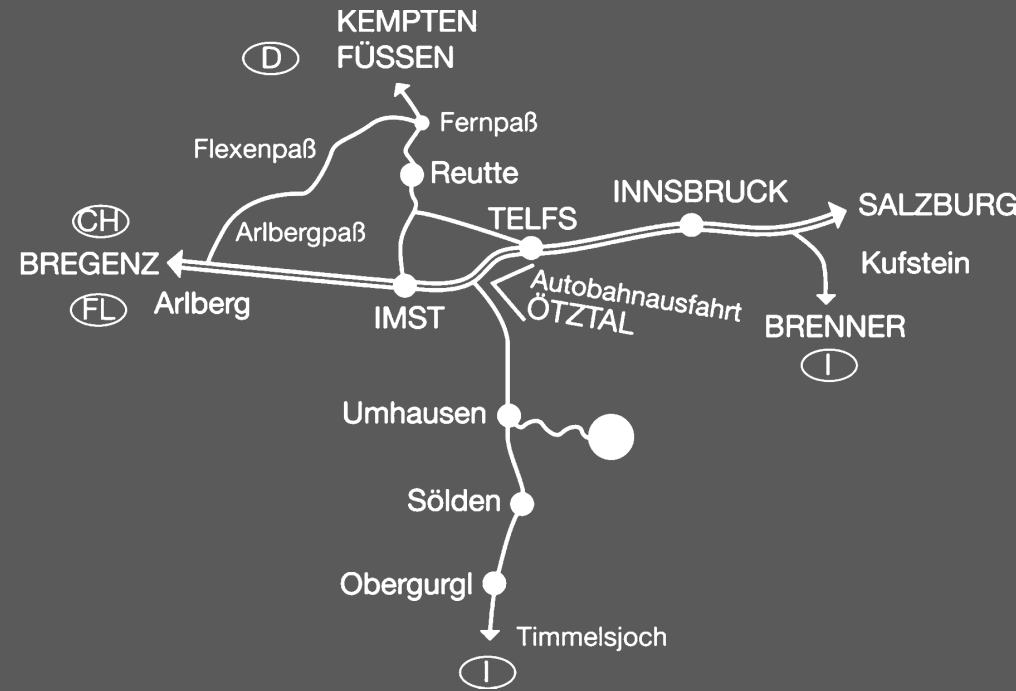 KEMPTEN
FÜSSEN
D
Fernpaß
Flexenpaß
Reutte
INNSBRUCK
SALZBURG
TELFS
CH
Arlbergpaß
BREGENZ
Kufstein
FL
Arlberg
IMST
Autobahnausfahrt
ÖTZTAL
BRENNER
I
Umhausen
Sölden
Obergurgl
Timmelsjoch
I